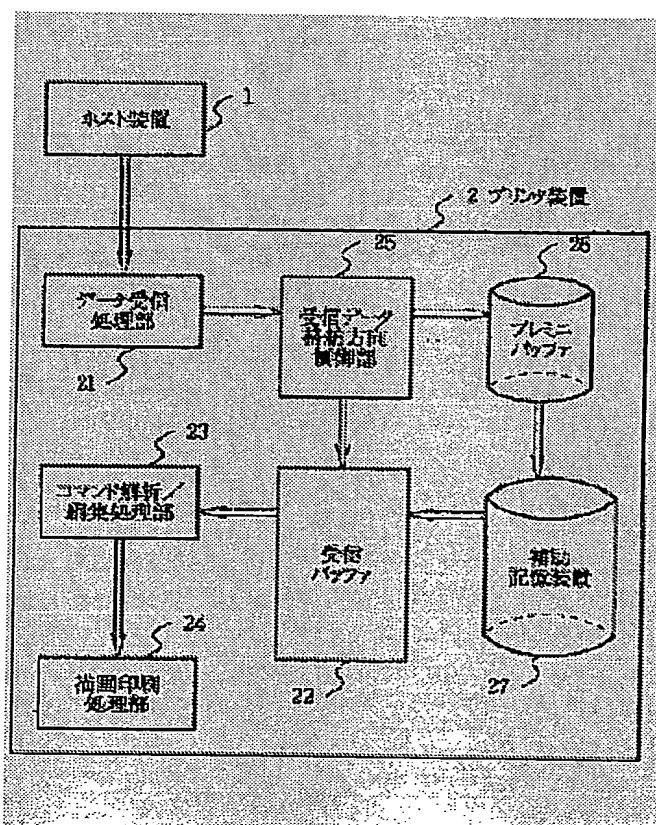 1
ホスト装置
2 プリンタ装置
25
26
データ受信
処理部
受信データ
格納方向
制御部
プレミニ
バッファ
21
23
コマンド解析／
編集処理部
受信
バッファ
補助
記憶装置
24
描画印刷
処理部
22
27